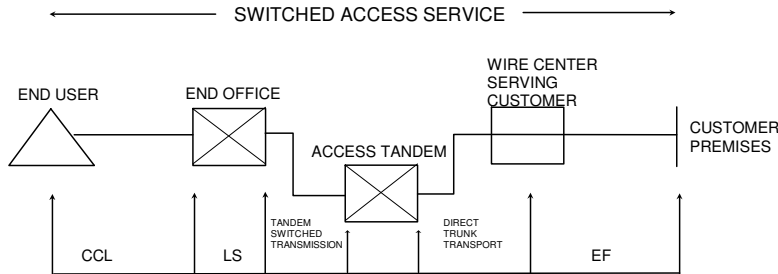 SWITCHED ACCESS SERVICE
WIRE CENTER
SERVING
CUSTOMER
END USER
END OFFICE
CUSTOMER
PREMISES
ACCESS TANDEM
TANDEM
SWITCHED
TRANSMISSION
DIRECT
TRUNK
TRANSPORT
CCL
LS
EF